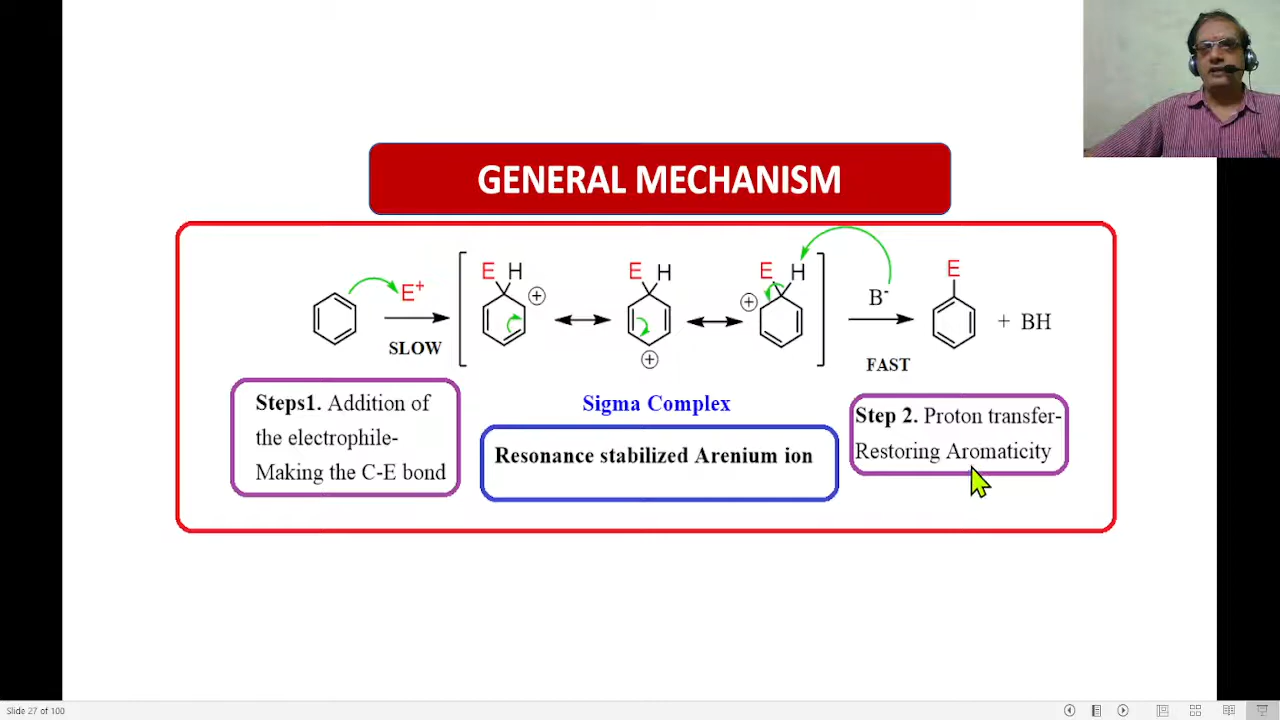 GENERAL MECHANISM
E+
SLOW
E H
+
E H
+
E H
+
B-
FAST
E
+ BH
Steps1. Addition of
the electrophile-
Making the C-E bond
Sigma Complex
Resonance stabilized Arenium ion
Step 2. Proton transfer-
Restoring Aromaticity
Slide 27 of 100